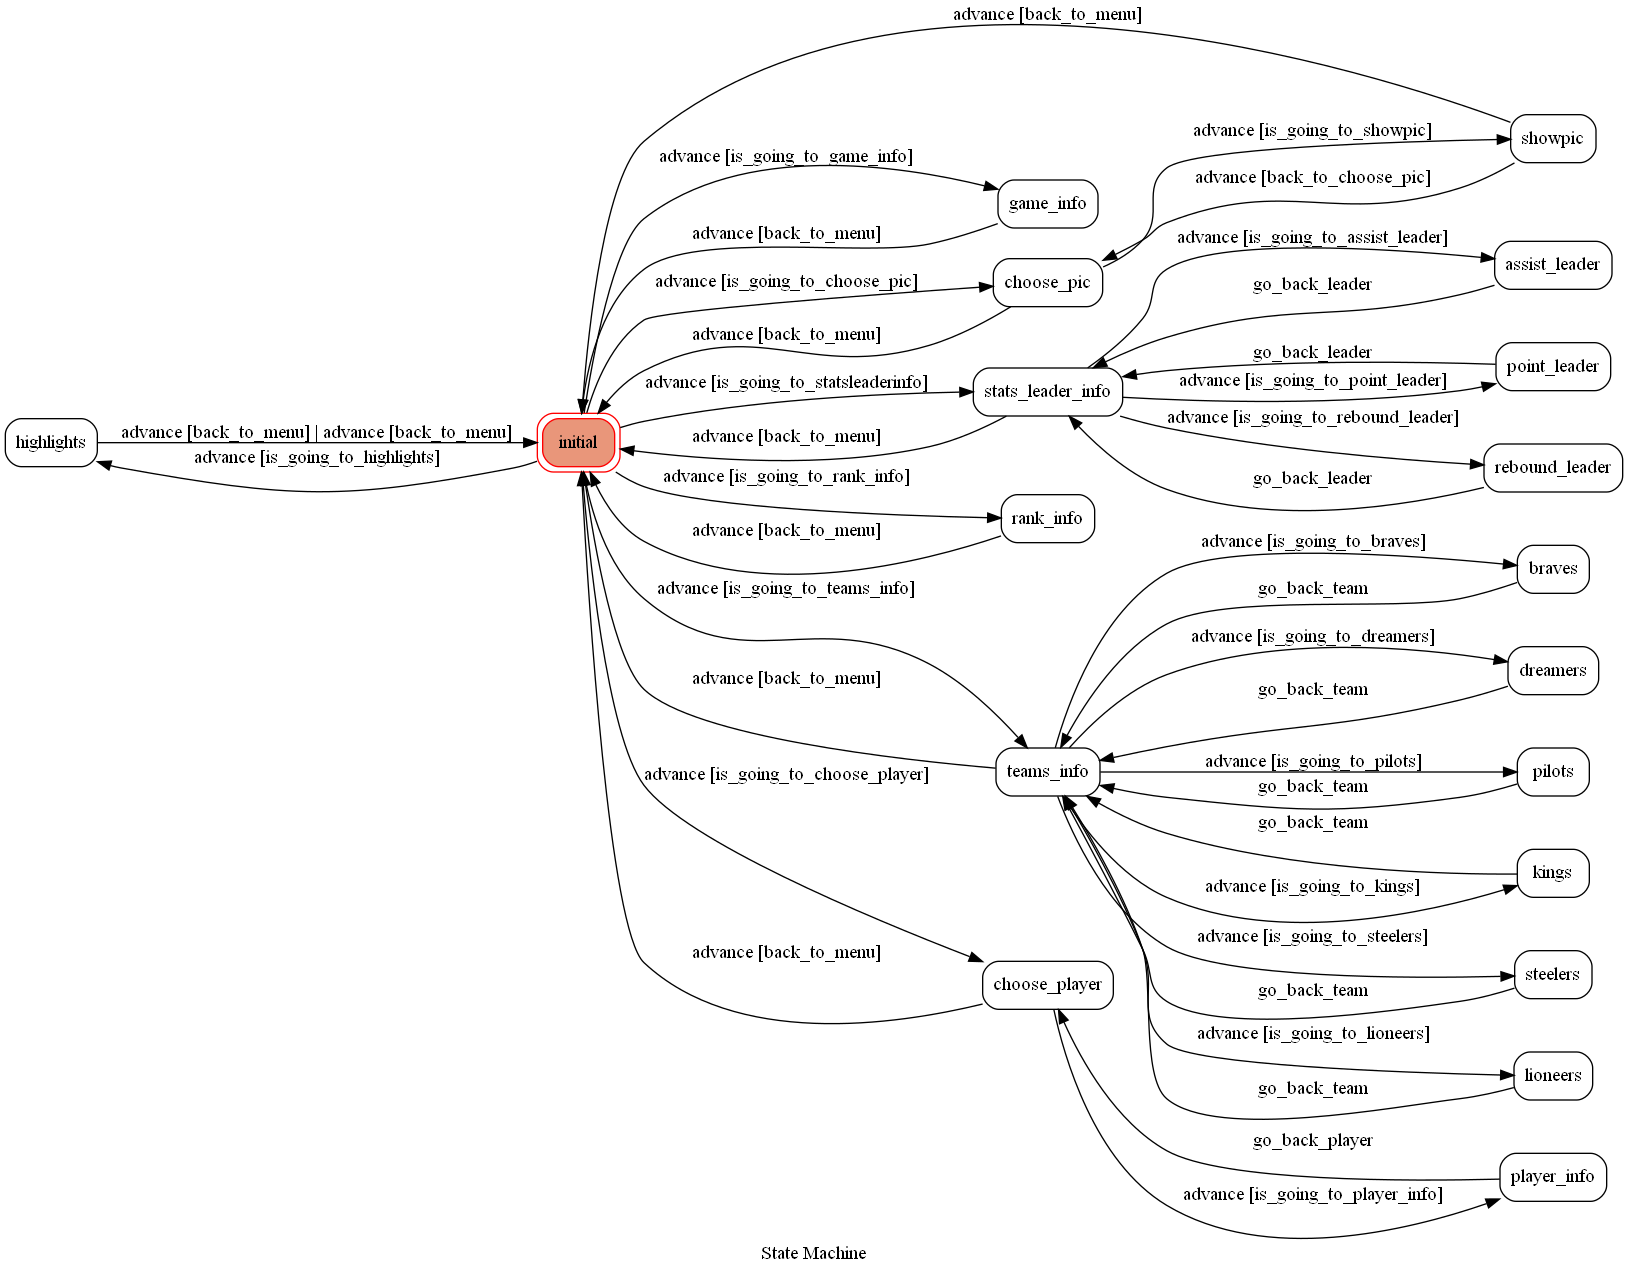 advance [back_to_menu]
advance [is_going_to_showpic]
showpic
advance [is_going_to_game_info]
advance [back_to_choose_pic]
game_info
advance [back_to_menu]
advance [is_going_to_assist_leader]
assist_leader
advance [is_going_to_choose_pic]
choose_pic
go_back_leader
advance [back_to_menu]
go_back_leader
point_leader
advance [is_going_to_statsleaderinfo]
stats_leader_info
advance [is_going_to_point_leader]
advance [is_going_to_rebound_leader]
highlights
advance [back_to_menu] | advance [back_to_menu]
initial
advance [back_to_menu]
advance [is_going_to_highlights]
rebound_leader
advance [is_going_to_rank_info]
go_back_leader
rank_info
advance [back_to_menu]
advance [is_going_to_braves]
braves
advance [is_going_to_teams_info]
go_back_team
advance [is_going_to_dreamers]
dreamers
advance [back_to_menu]
go_back_team
advance [is_going_to_choose_player]
teams_info
advance [is_going_to_pilots]
pilots
go_back_team
go_back_team
kings
advance [is_going_to_kings]
advance [is_going_to_steelers]
advance [back_to_menu]
steelers
choose_player
go_back_team
advance [is_going_to_lioneers]
lioneers
go_back_team
go_back_player
player_info
advance [is_going_to_player_info]
State Machine